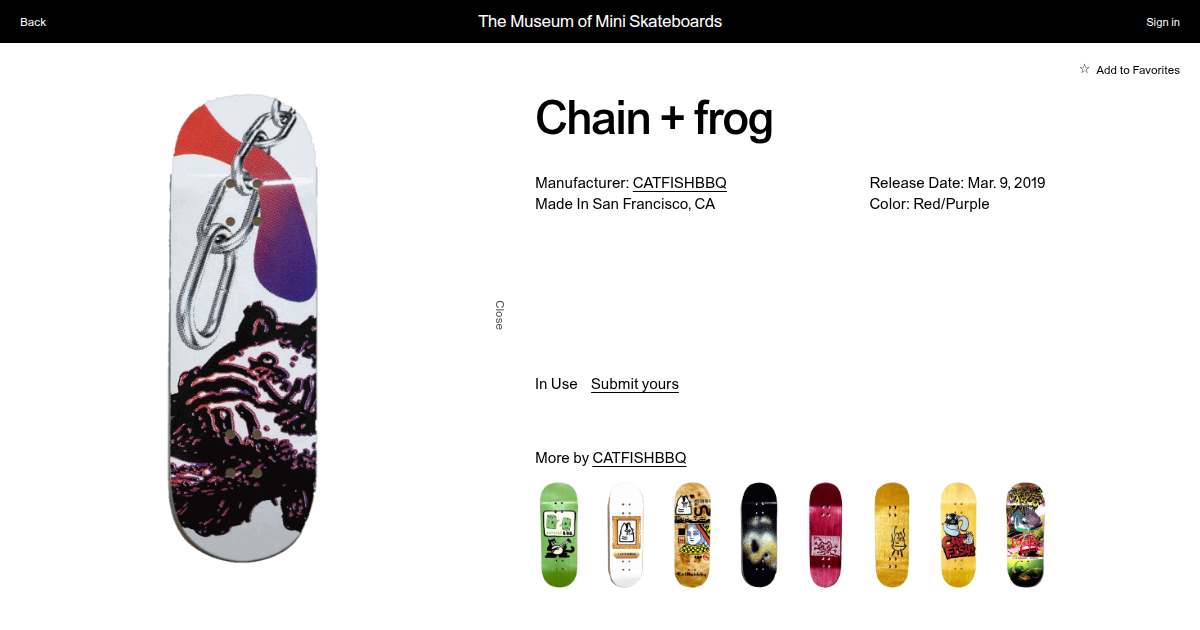 Back
The Museum of Mini Skateboards
Sign in
☆ Add to Favorites
Chain + frog
Manufacturer: CATFISHBBQ
Made In San Francisco, CA
Release Date: Mar. 9, 2019
Color: Red/Purple
Close
In Use Submit yours
More by CATFISHBBQ